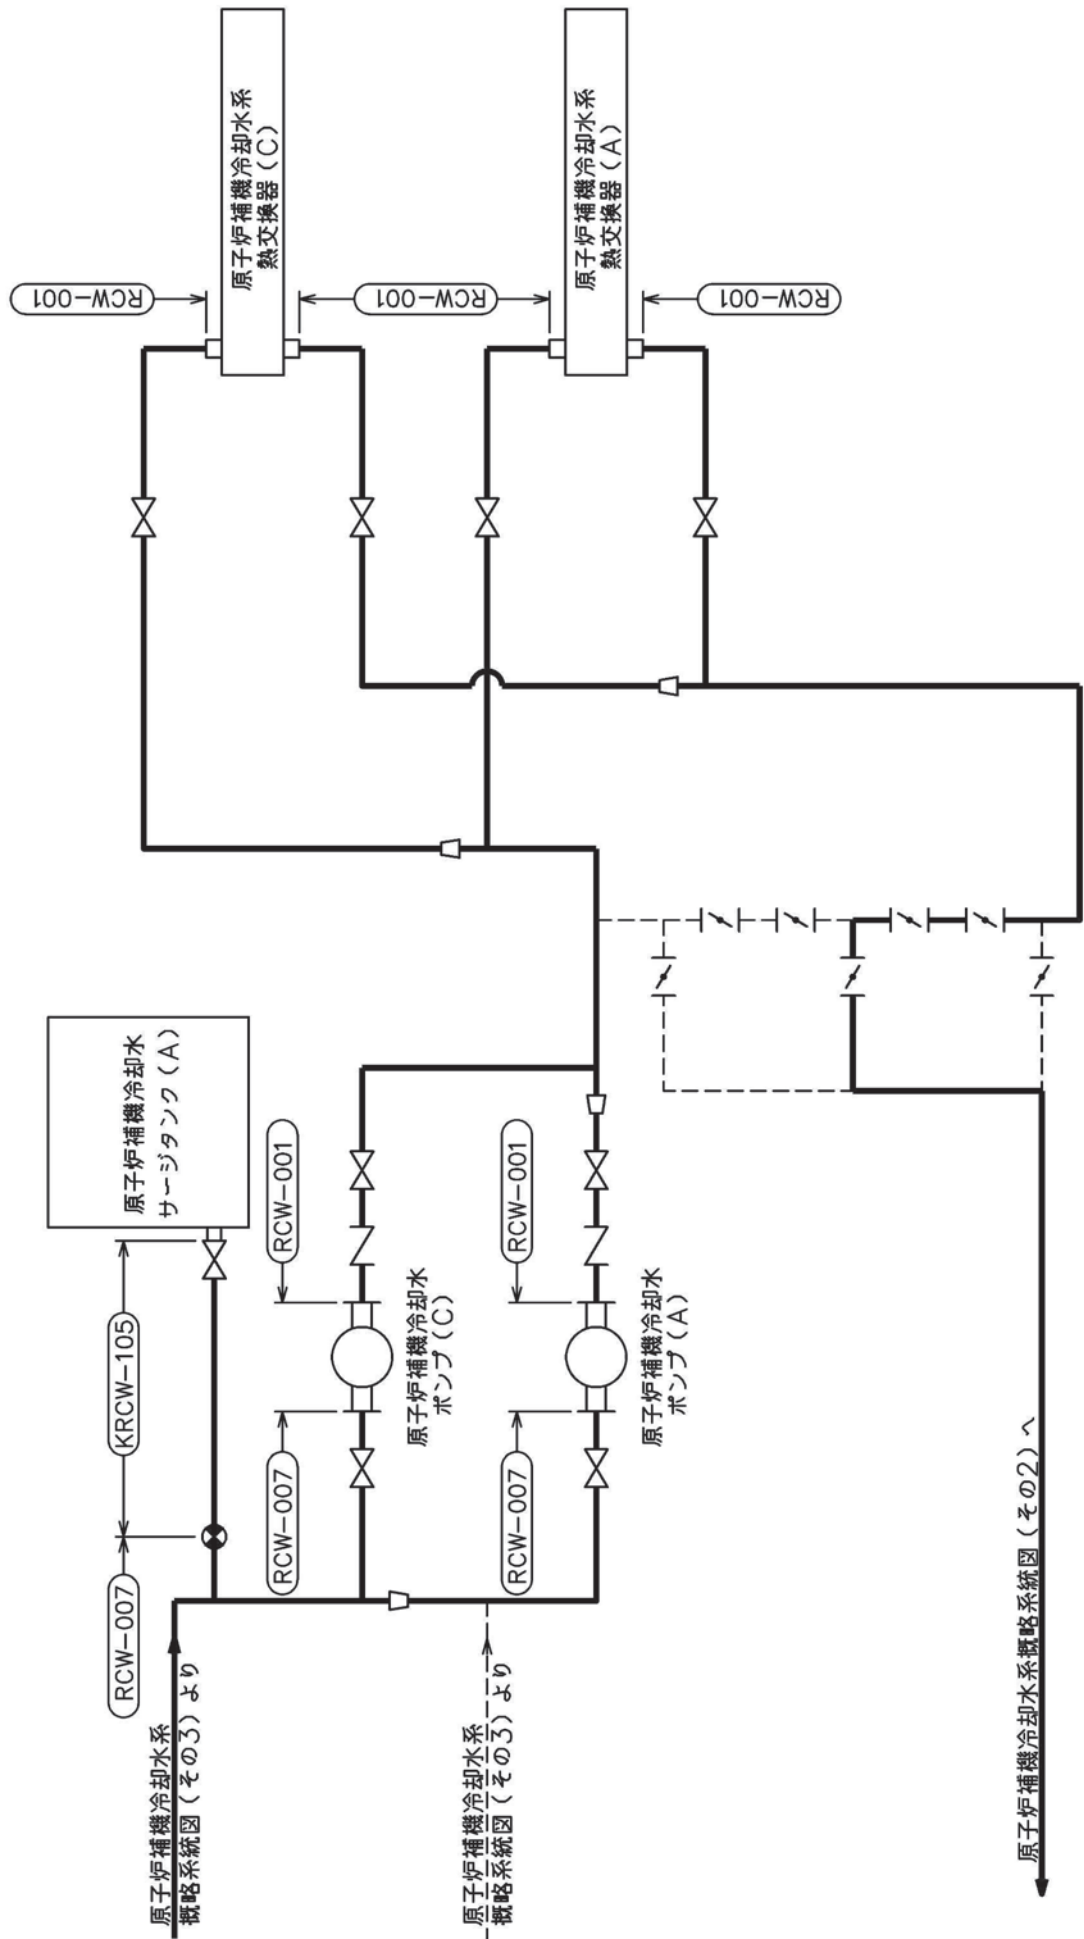 RCW-001
原子炉補機冷却水系
熱交換器（C）
RCW-001
原子炉補機冷却水系
熱交換器（A）
RCW-001
原子炉補機冷却水
サージタンク（A）
KRCW-105
RCW-007
RCW-001
RCW-007
原子炉補機冷却水
ポンプ（C）
RCW-001
RCW-007
原子炉補機冷却水
ポンプ（A）
原子炉補機冷却水系
概略系統図（その3）より
原子炉補機冷却水系
概略系統図（その3）より
原子炉補機冷却水系概略系統図（その2）へ